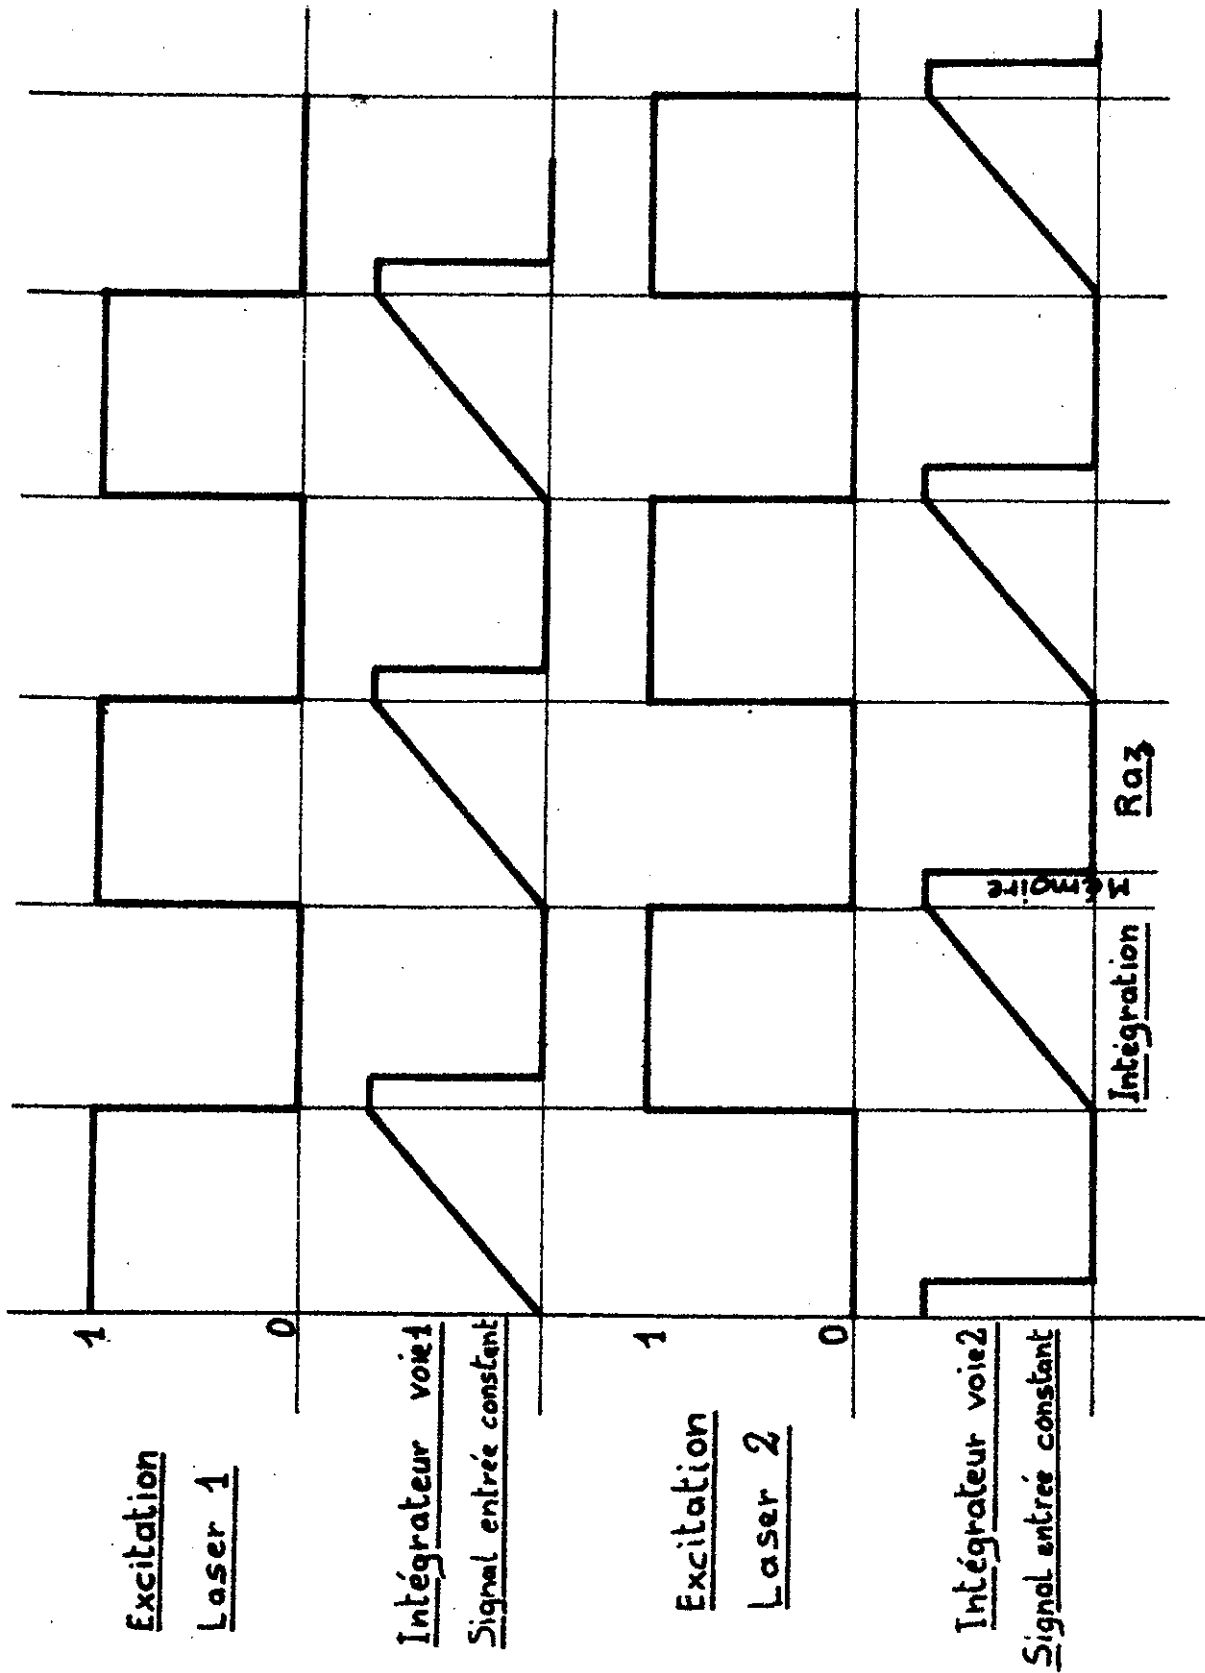 Excitation
Laser 1
1
0
Intégrateur voie1
Signal entrée constant
Excitation
Laser 2
1
0
Intégrateur voie2
Signal entrée constant
Intégration
Mémoire
Raz